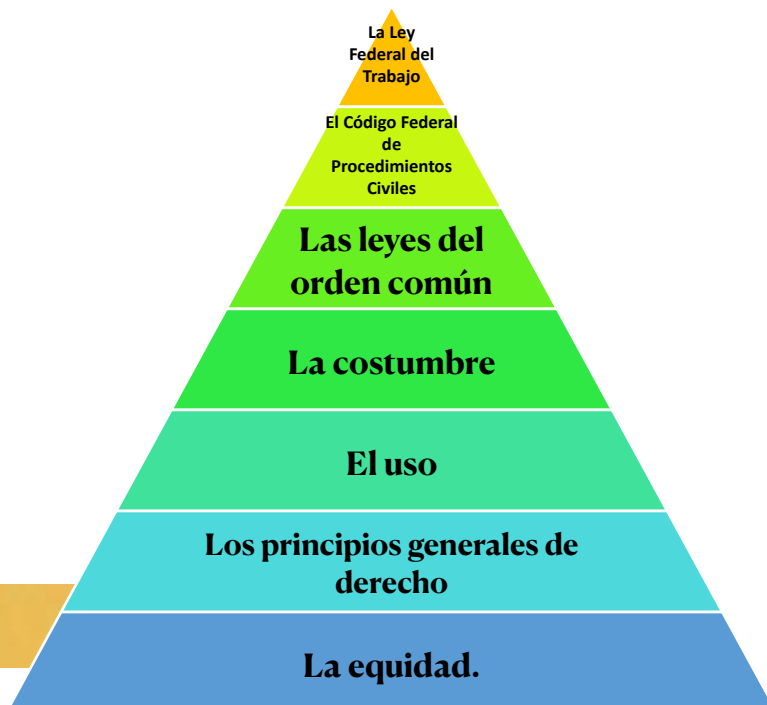 La Ley
Federal del
Trabajo
El Código Federal
de
Procedimientos
Civiles
Las leyes del
orden común
La costumbre
El uso
Los principios generales de
derecho
La equidad.